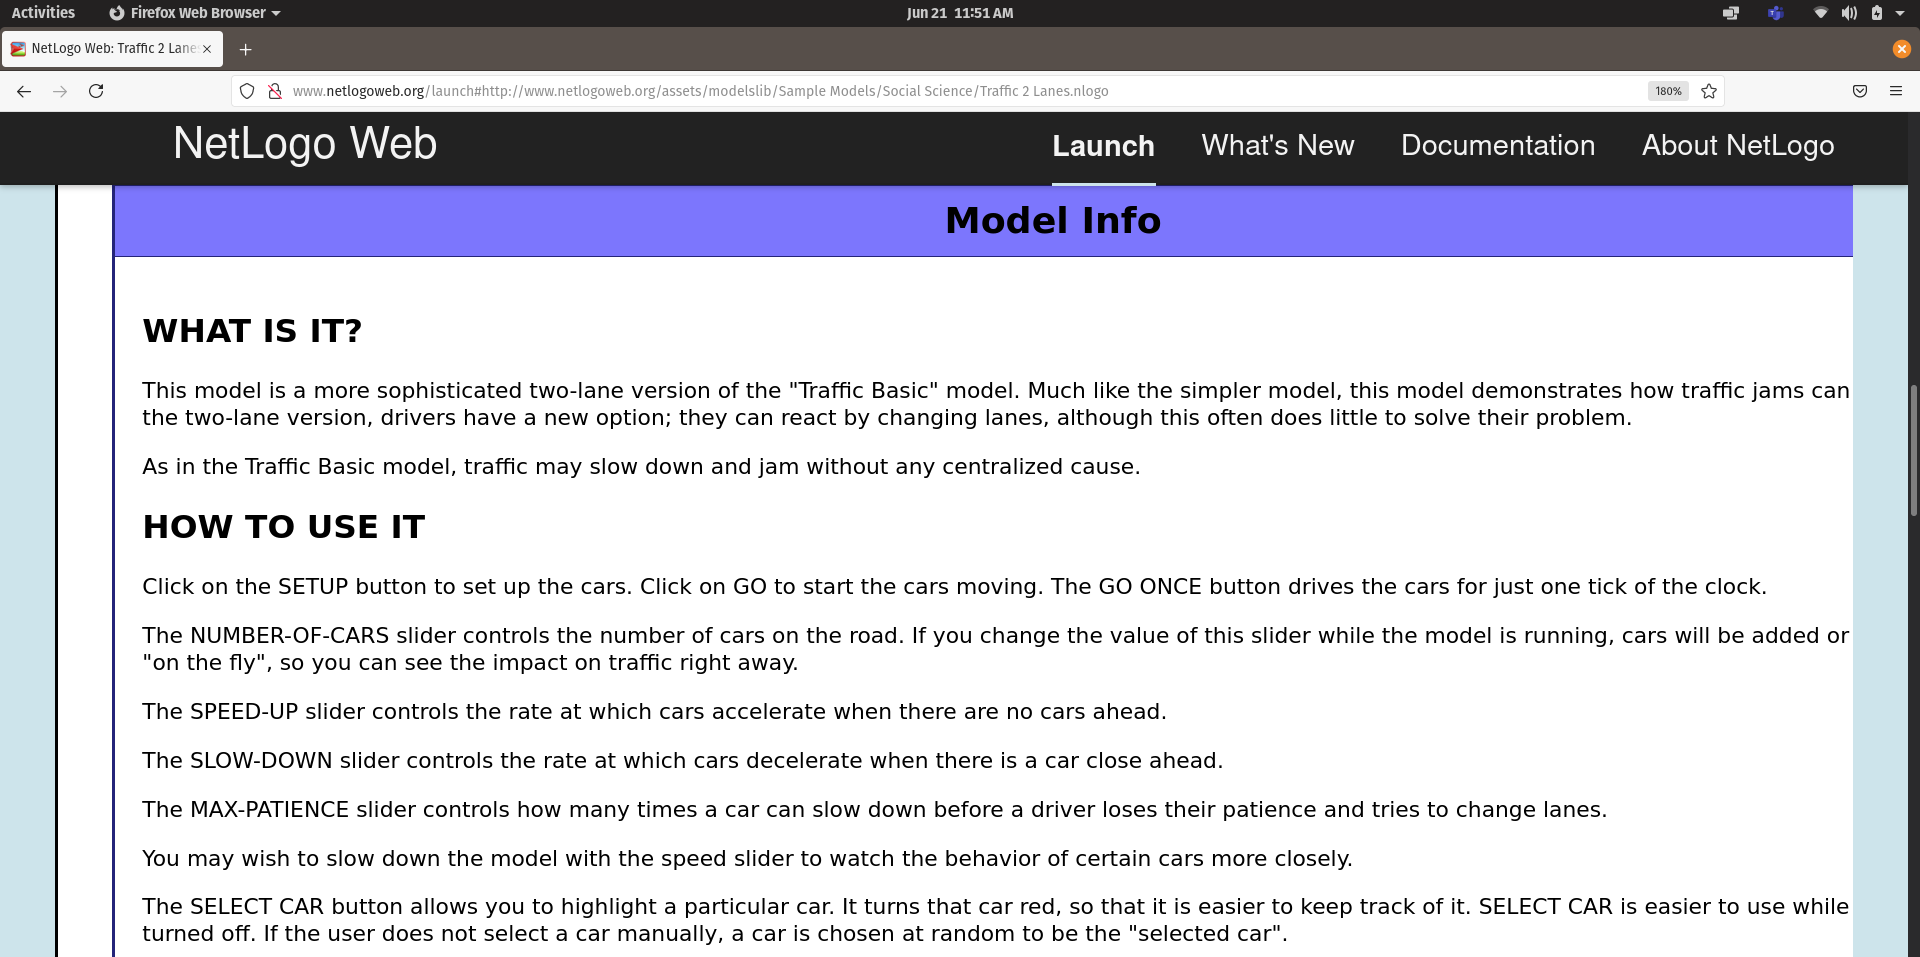 Activities
Firefox Web Browser
Jun 21 11:51 AM
NetLogo Web: Traffic 2 Lane
www.netlogoweb.org/launch#http://www.netlogoweb.org/assets/modelslib/Sample Models/Social Science/Traffic 2 Lanes.nlogo
180%
NetLogo Web
Launch
What's New
Documentation
About NetLogo
Model Info
WHAT IS IT?
This model is a more sophisticated two-lane version of the "Traffic Basic" model. Much like the simpler model, this model demonstrates how traffic jams can
the two-lane version, drivers have a new option; they can react by changing lanes, although this often does little to solve their problem.
As in the Traffic Basic model, traffic may slow down and jam without any centralized cause.
HOW TO USE IT
Click on the SETUP button to set up the cars. Click on GO to start the cars moving. The GO ONCE button drives the cars for just one tick of the clock.
The NUMBER-OF-CARS slider controls the number of cars on the road. If you change the value of this slider while the model is running, cars will be added or
"on the fly", so you can see the impact on traffic right away.
The SPEED-UP slider controls the rate at which cars accelerate when there are no cars ahead.
The SLOW-DOWN slider controls the rate at which cars decelerate when there is a car close ahead.
The MAX-PATIENCE slider controls how many times a car can slow down before a driver loses their patience and tries to change lanes.
You may wish to slow down the model with the speed slider to watch the behavior of certain cars more closely.
The SELECT CAR button allows you to highlight a particular car. It turns that car red, so that it is easier to keep track of it. SELECT CAR is easier to use while
turned off. If the user does not select a car manually, a car is chosen at random to be the "selected car".